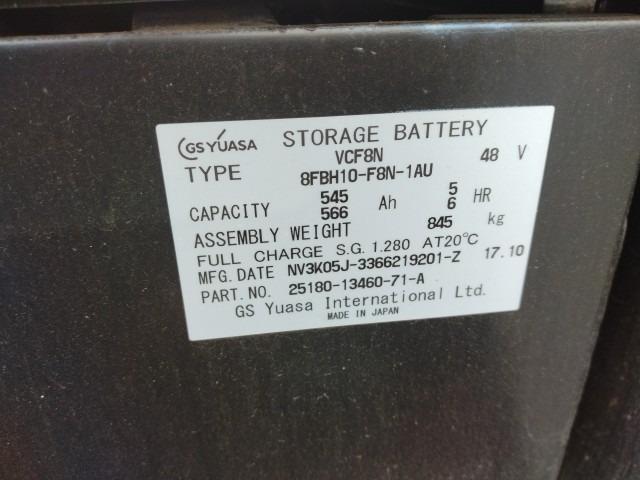 GS YUASA STORAGE BATTERY
VCF8N 48 V
TYPE 8FBH10-F8N-1AU
545 5
CAPACITY Ah HR
566 6
ASSEMBLY WEIGHT 845 kg
FULL CHARGE S.G. 1.280 AT20℃
MFG. DATE NV3K05J-3366219201-Z 17.10
PART. NO. 25180-13460-71-A
GS Yuasa International Ltd.
MADE IN JAPAN